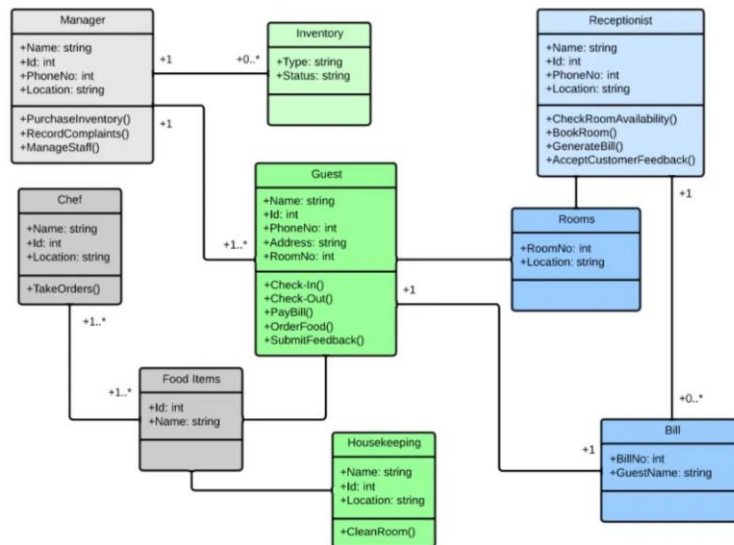 Manager
+Name: string
+Id: int
+PhoneNo: int
+Location: string
+PurchaseInventory()
+RecordComplaints()
+ManageStaff()
+1
+0..*
+1
Inventory
+Type: string
+Status: string
Receptionist
+Name: string
+Id: int
+PhoneNo: int
+Location: string
+CheckRoomAvailability()
+BookRoom()
+GenerateBill()
+AcceptCustomerFeedback()
+1
Chef
+Name: string
+Id: int
+Location: string
+TakeOrders()
+1..*
+1..*
Guest
+Name: string
+Id: int
+PhoneNo: int
+Address: string
+RoomNo: int
+Check-In()
+Check-Out()
+PayBill()
+OrderFood()
+SubmitFeedback()
+1..*
+1
Rooms
+RoomNo: int
+Location: string
Food Items
+Id: int
+Name: string
Housekeeping
+Name: string
+Id: int
+Location: string
+CleanRoom()
+0..*
+1
Bill
+BillNo: int
+GuestName: string